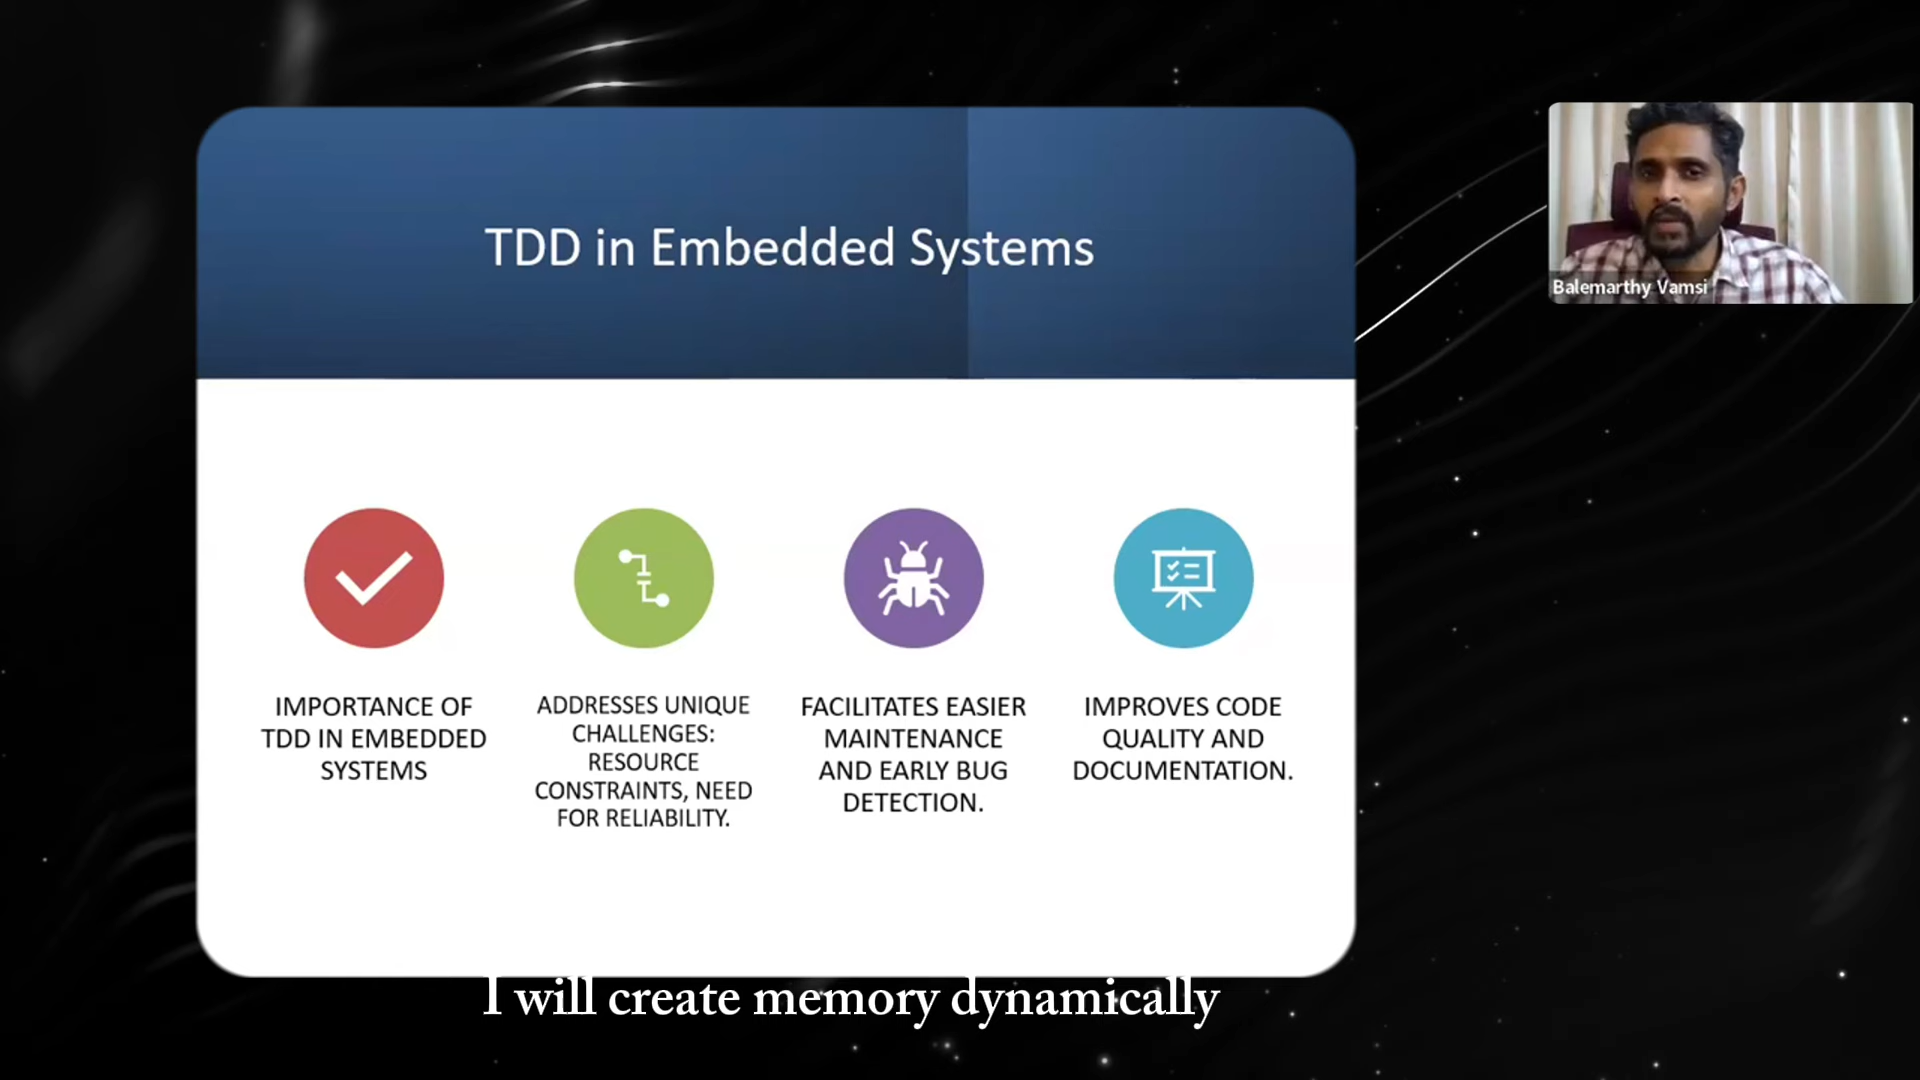 TDD in Embedded Systems
Balemarthy Vamsi
IMPORTANCE OF
TDD IN EMBEDDED
SYSTEMS
ADDRESSES UNIQUE
CHALLENGES:
RESOURCE
CONSTRAINTS, NEED
FOR RELIABILITY.
FACILITATES EASIER
MAINTENANCE
AND EARLY BUG
DETECTION.
IMPROVES CODE
QUALITY AND
DOCUMENTATION.
I will create memory dynamically